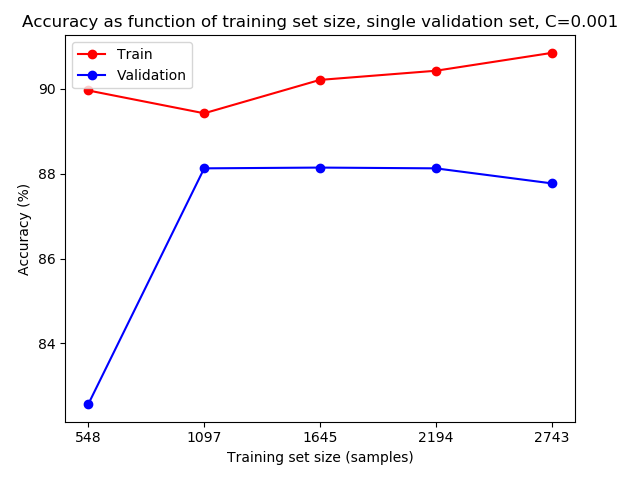 Accuracy as function of training set size, single validation set, C=0.001
Train
Validation
90
88
86
84
Accuracy (%)
548 1097 1645 2194 2743
Training set size (samples)